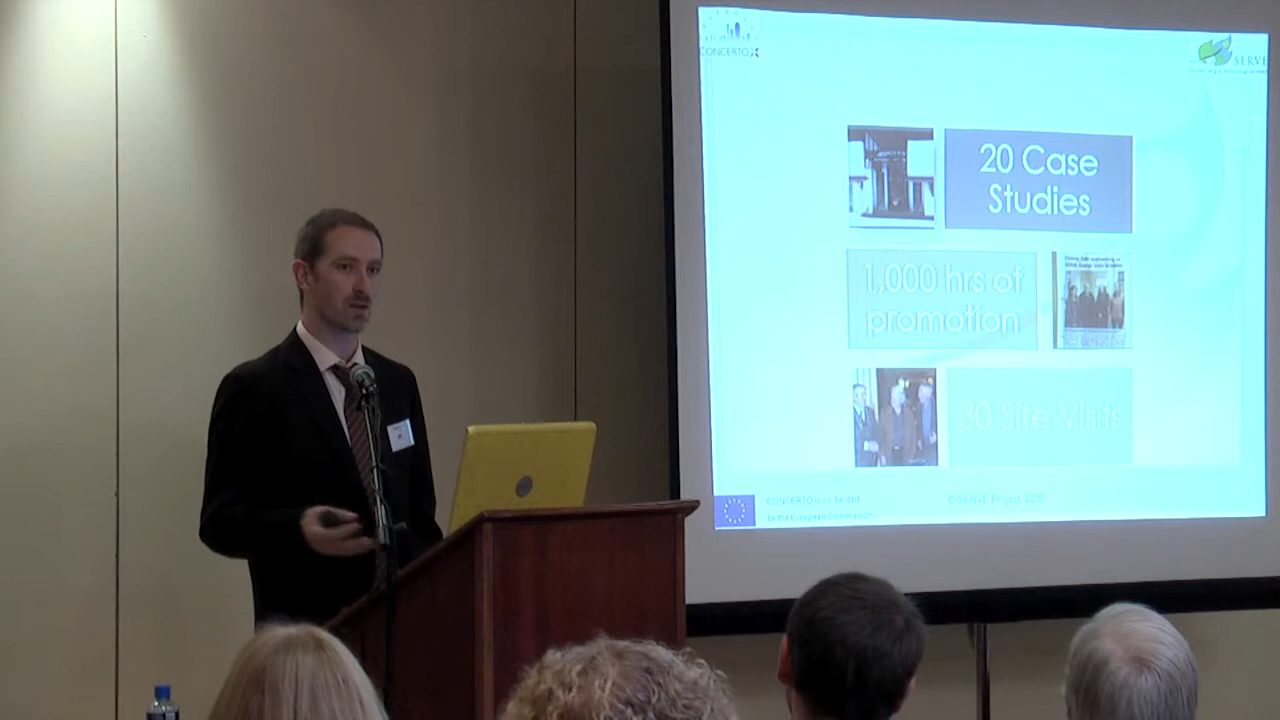 CONCERTO
SERVE
20 Case
Studies
1,000 hrs of
promotion
30 Site Visits
CONCERTO is co-funded
by the European Commission
© SERVE Project,